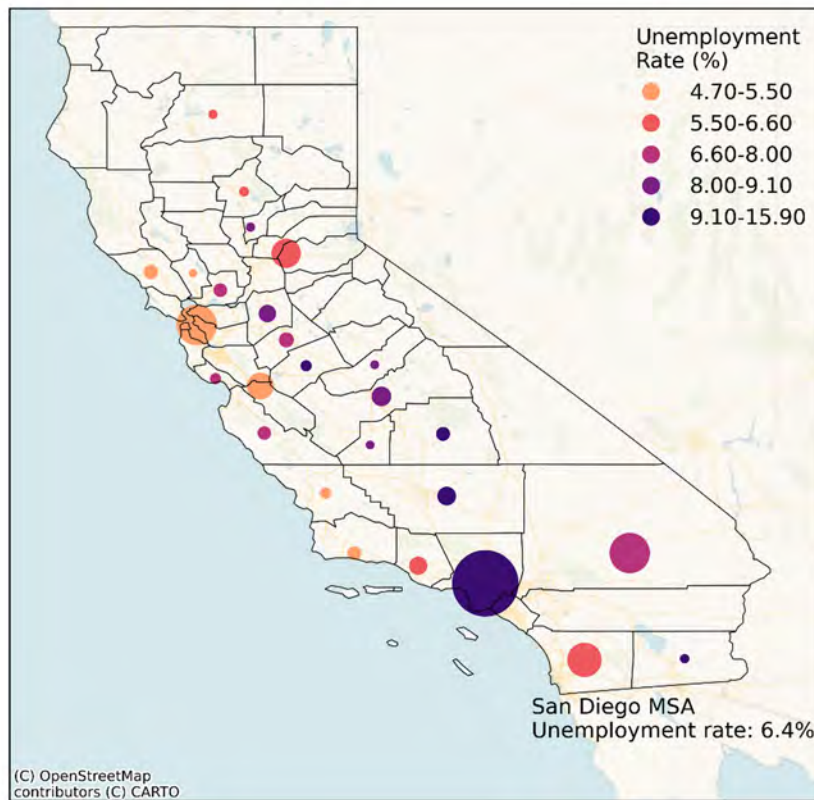 Unemployment
Rate (%)
4.70-5.50
5.50-6.60
6.60-8.00
8.00-9.10
9.10-15.90
San Diego MSA
Unemployment rate: 6.4%
(C) OpenStreetMap
contributors (C) CARTO